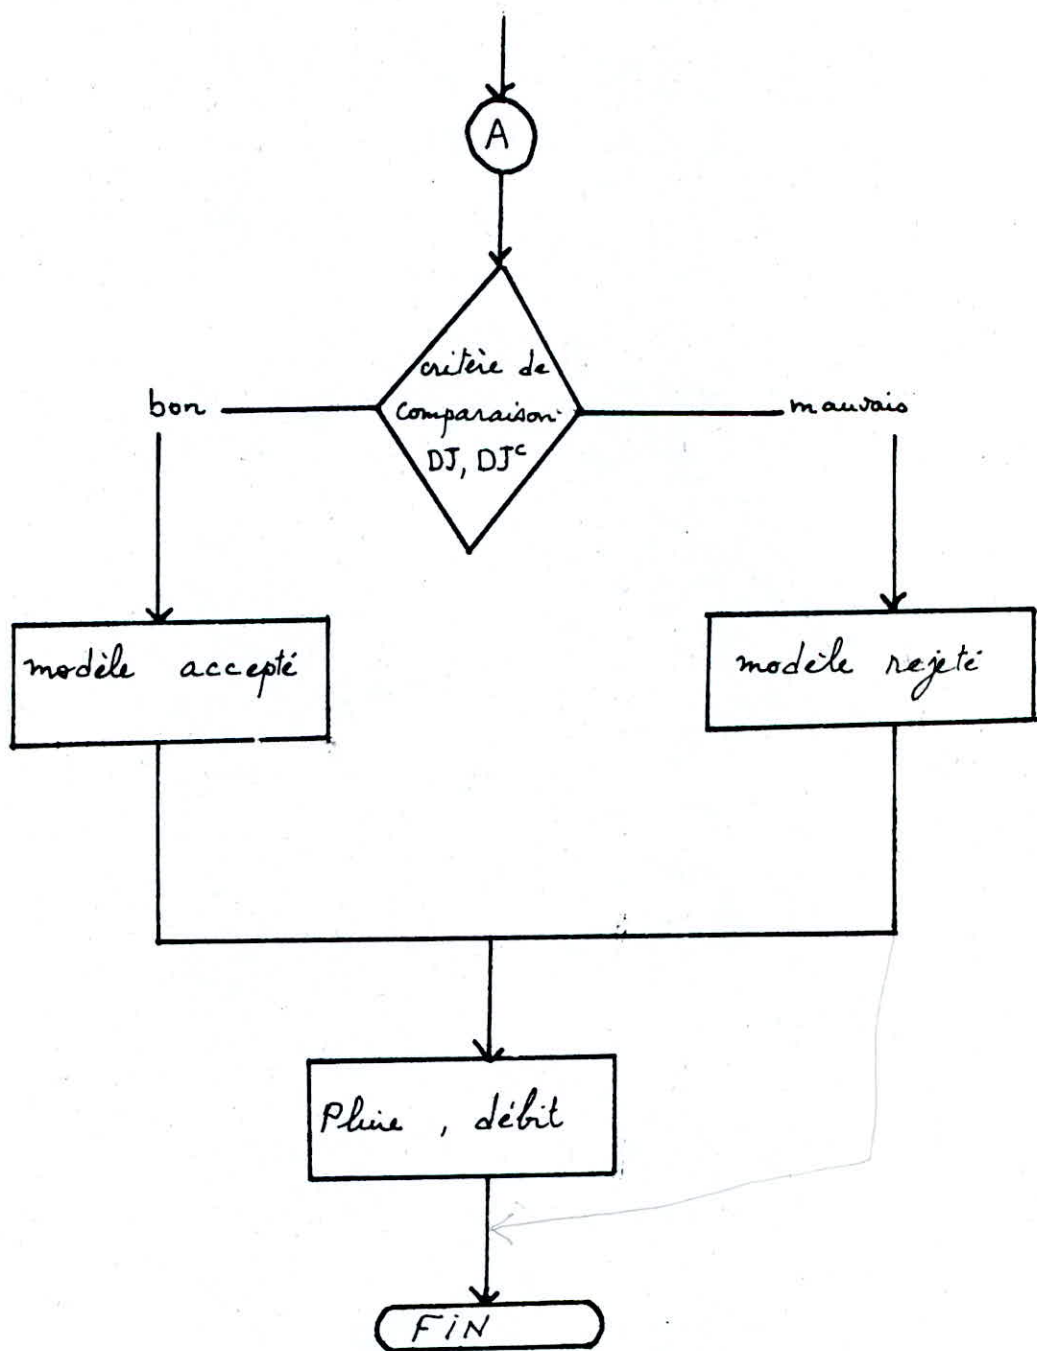 A
critère de
comparaison
DJ, DJᶜ
bon
mauvais
modèle accepté
modèle rejeté
Pluie , débit
FiN